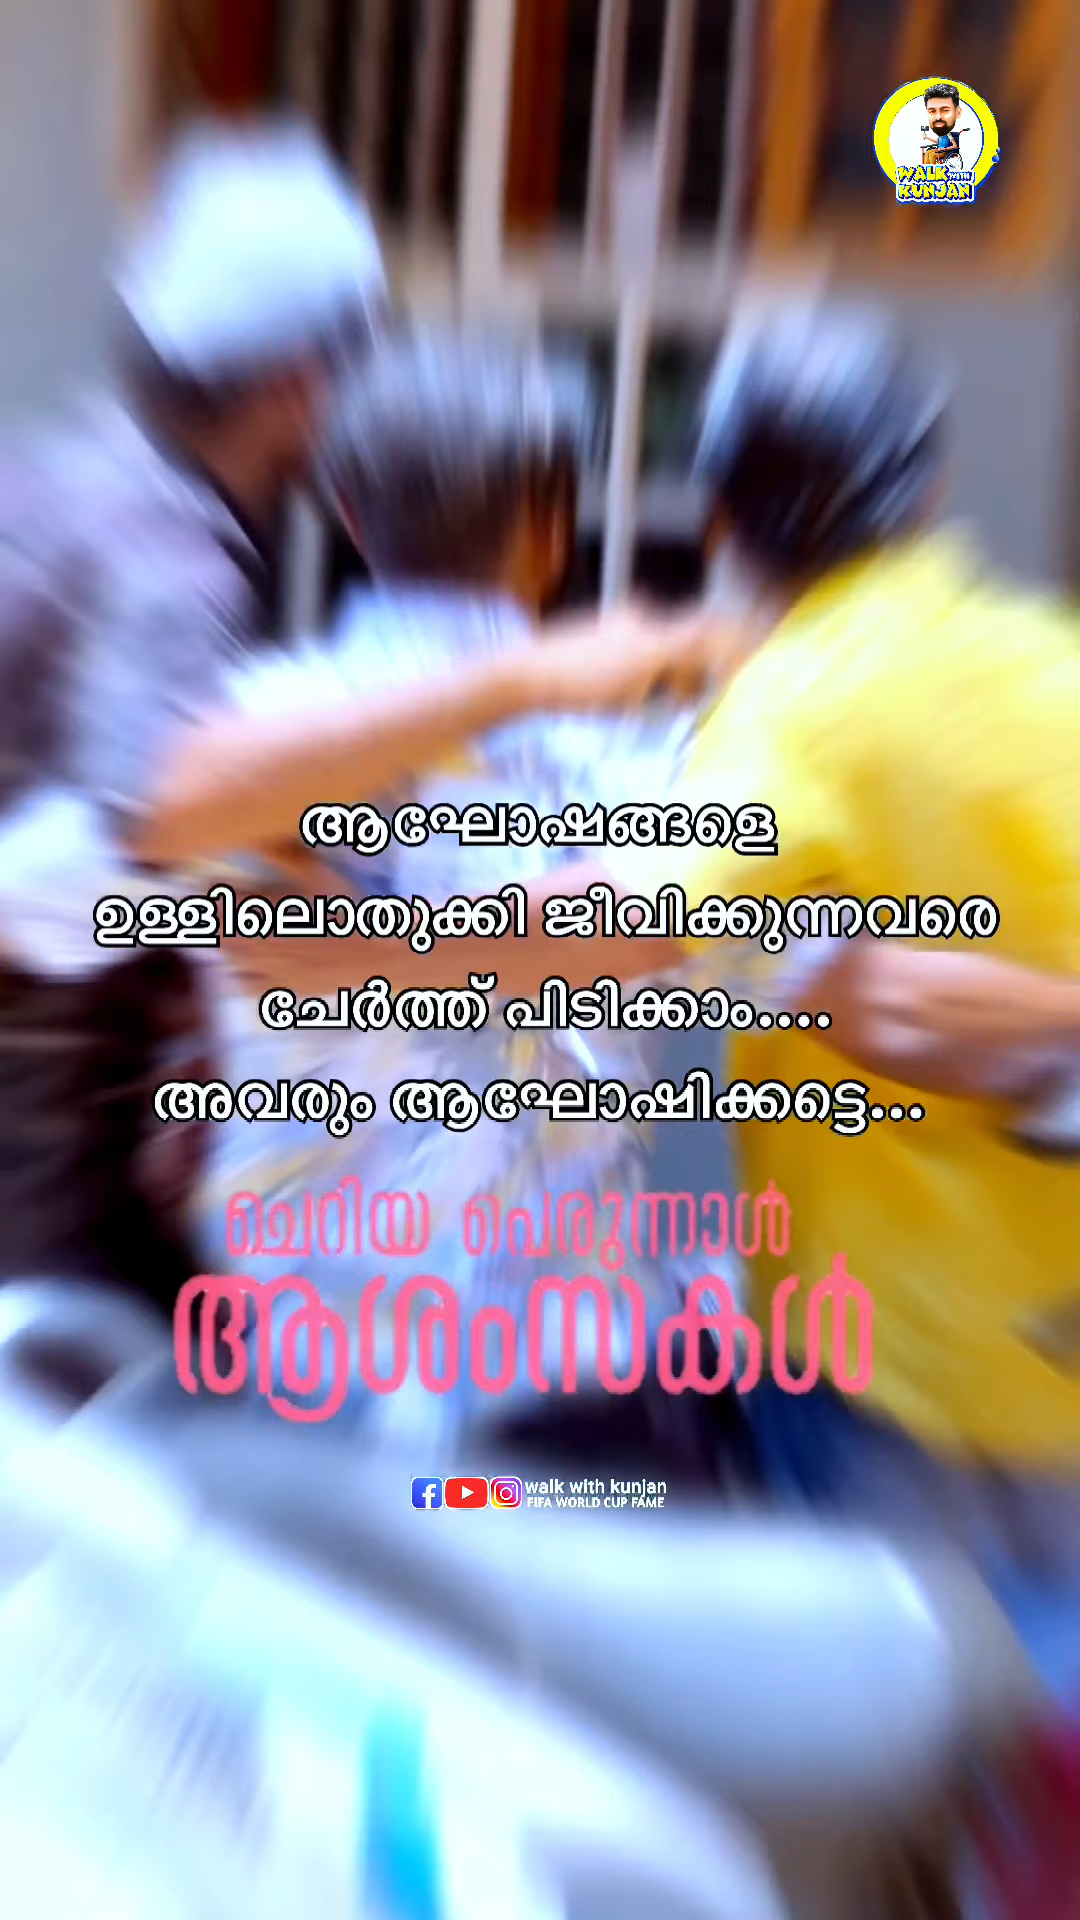 WALK WITH
KUNJAN
ആഘോഷങ്ങളെ
ഉള്ളിലൊതുക്കി ജീവിക്കുന്നവരെ
ചേർത്ത് പിടിക്കാം....
അവരും ആഘോഷിക്കട്ടെ...
ചെറിയ പെരുന്നാൾ
ആശംസകൾ
walk with kunjan
FIFA WORLD CUP FAME